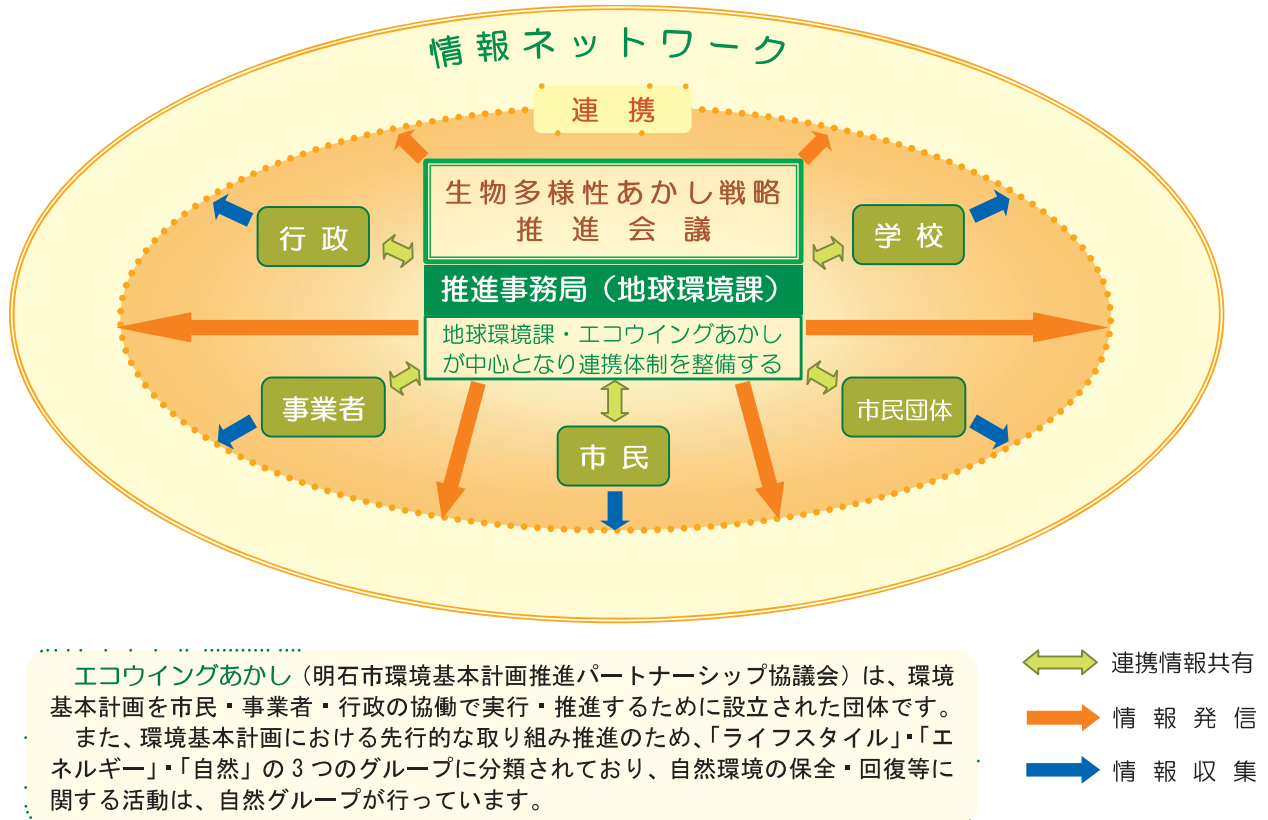 情報ネットワーク
連携
生物多様性あかし戦略
推進会議
行政
学校
推進事務局（地球環境課）
地球環境課・エコウイングあかし
が中心となり連携体制を整備する
事業者
市民団体
市民
エコウイングあかし（明石市環境基本計画推進パートナーシップ協議会）は、環境
基本計画を市民・事業者・行政の協働で実行・推進するために設立された団体です。
また、環境基本計画における先行的な取り組み推進のため、「ライフスタイル」・「エ
ネルギー」・「自然」の３つのグループに分類されており、自然環境の保全・回復等に
関する活動は、自然グループが行っています。
連携情報共有
情報発信
情報収集